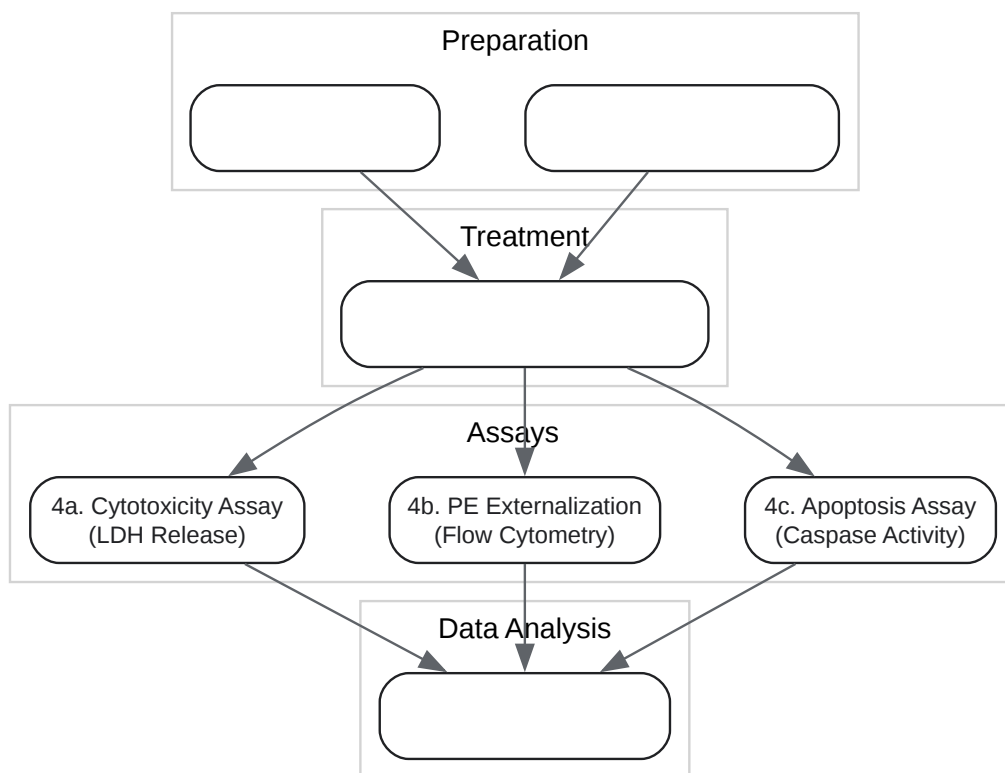 Preparation
Treatment
Assays
4a. Cytotoxicity Assay
(LDH Release)
4b. PE Externalization
(Flow Cytometry)
4c. Apoptosis Assay
(Caspase Activity)
Data Analysis